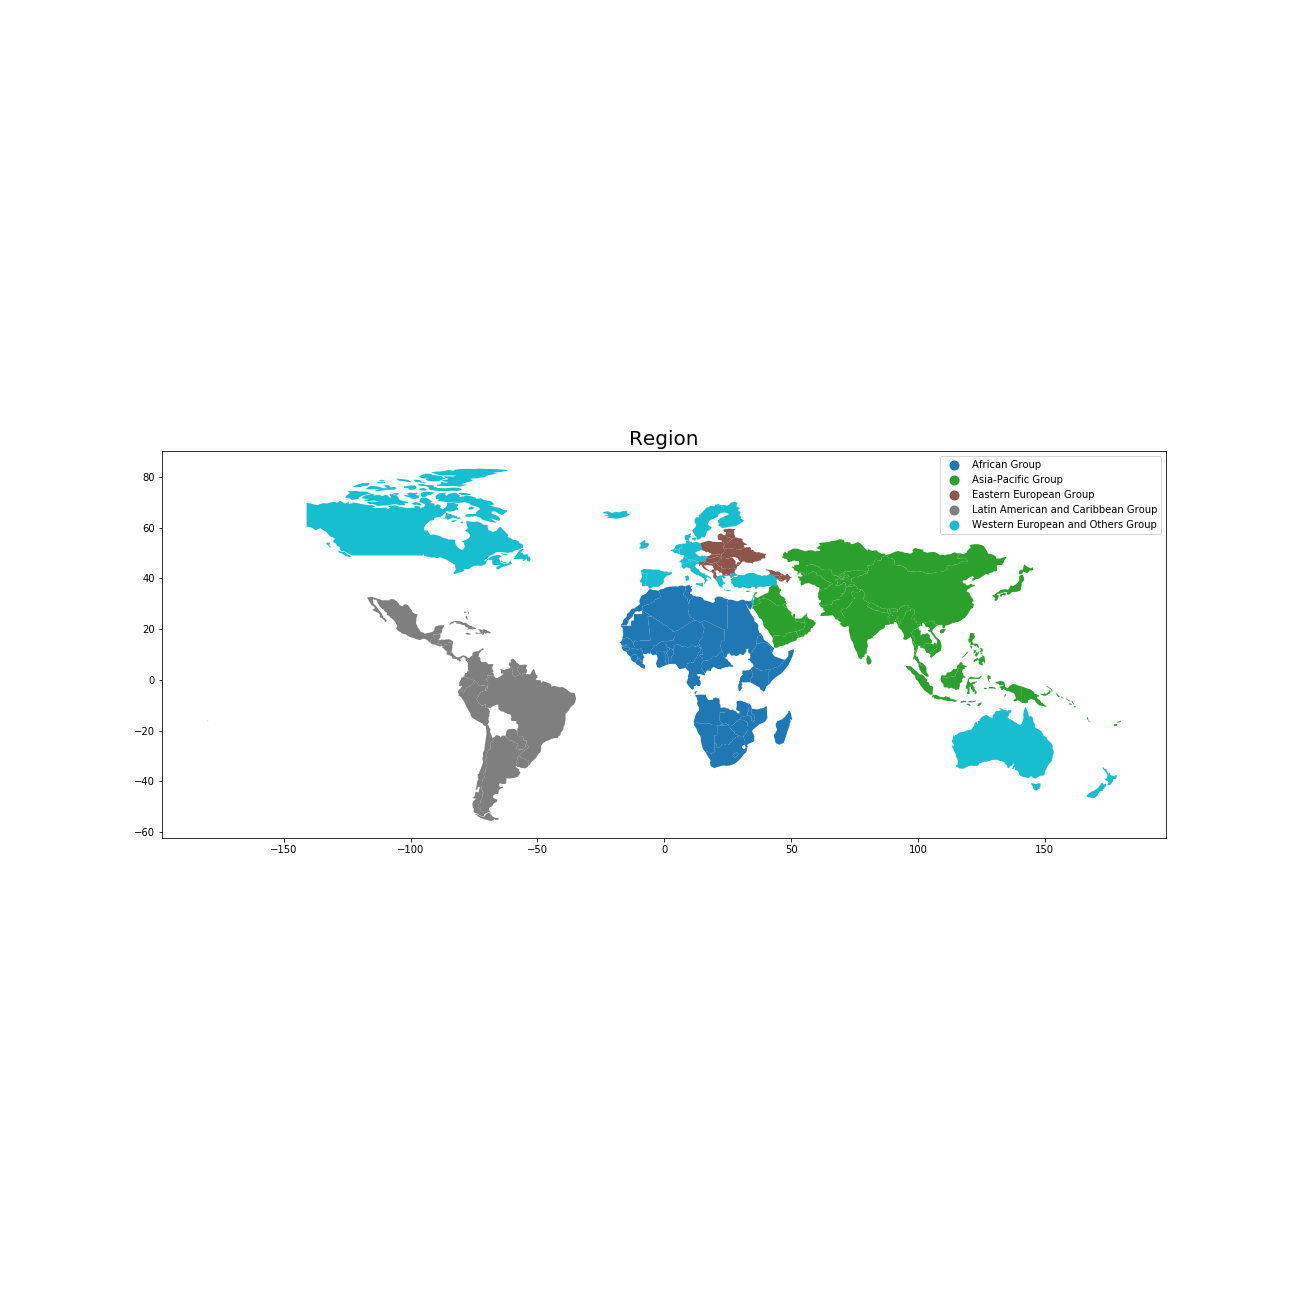 Region
African Group
Asia-Pacific Group
Eastern European Group
Latin American and Caribbean Group
Western European and Others Group
80
60
40
20
0
−20
−40
−60
−150
−100
−50
0
50
100
150